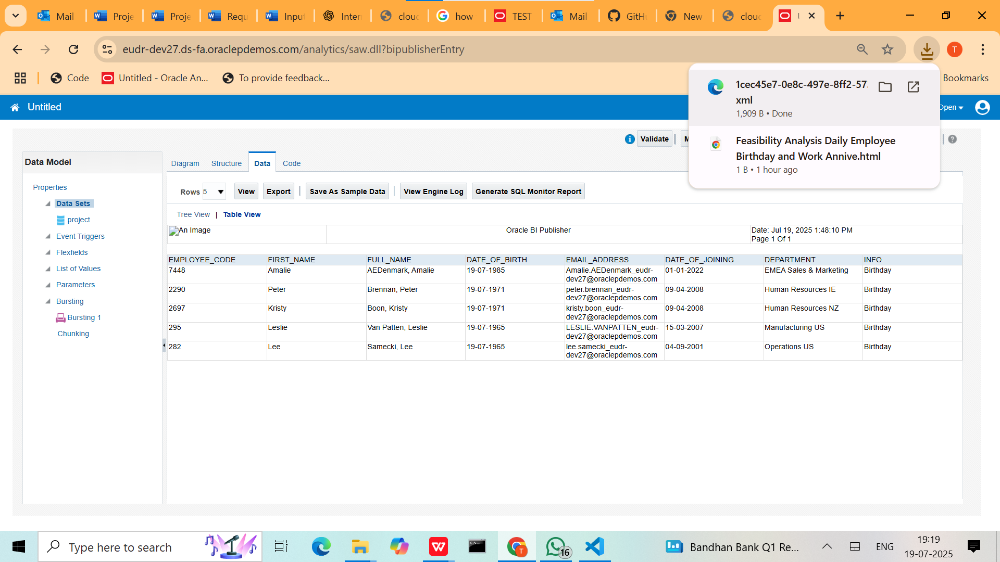 Mail
Proje
Proje
Requ
Inpu
Inter
clou
how
TEST
Mail
GitH
New
clou
eudr-dev27.ds-fa.oraclepdemos.com/analytics/saw.dll?bipublisherEntry
T
Code
Untitled - Oracle An...
To provide feedback...
Bookmarks
1cec45e7-0e8c-497e-8ff2-57
xml
1,909 B • Done
Feasibility Analysis Daily Employee
Birthday and Work Annive.html
1 B • 1 hour ago
Untitled
Open
Validate
Data Model
Diagram Structure Data Code
Properties
Data Sets
project
Event Triggers
Flexfields
List of Values
Parameters
Bursting
Bursting 1
Chunking
Rows 5 View Export Save As Sample Data View Engine Log Generate SQL Monitor Report
Tree View | Table View
An Image
Oracle BI Publisher
Date: Jul 19, 2025 1:48:10 PM
Page 1 Of 1
EMPLOYEE_CODE FIRST_NAME FULL_NAME DATE_OF_BIRTH EMAIL_ADDRESS DATE_OF_JOINING DEPARTMENT INFO
7448 Amalie AEDenmark, Amalie 19-07-1985 Amalie.AEDenmark_eudr- 01-01-2022 EMEA Sales & Marketing Birthday
dev27@oraclepdemos.com
2290 Peter Brennan, Peter 19-07-1971 peter.brennan_eudr- 09-04-2008 Human Resources IE Birthday
dev27@oraclepdemos.com
2697 Kristy Boon, Kristy 19-07-1971 kristy.boon_eudr- 09-04-2008 Human Resources NZ Birthday
dev27@oraclepdemos.com
295 Leslie Van Patten, Leslie 19-07-1965 LESLIE.VANPATTEN_eudr- 15-03-2007 Manufacturing US Birthday
dev27@oraclepdemos.com
282 Lee Samecki, Lee 19-07-1965 lee.samecki_eudr- 04-09-2001 Operations US Birthday
dev27@oraclepdemos.com
Type here to search
T
16
Bandhan Bank Q1 Re...
ENG
19:19
19-07-2025